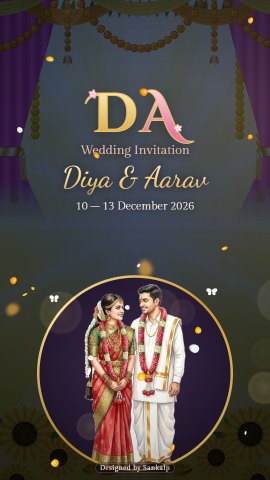 DA
Wedding Invitation
Diya & Aarav
10 — 13 December 2026
Designed by Sankalp